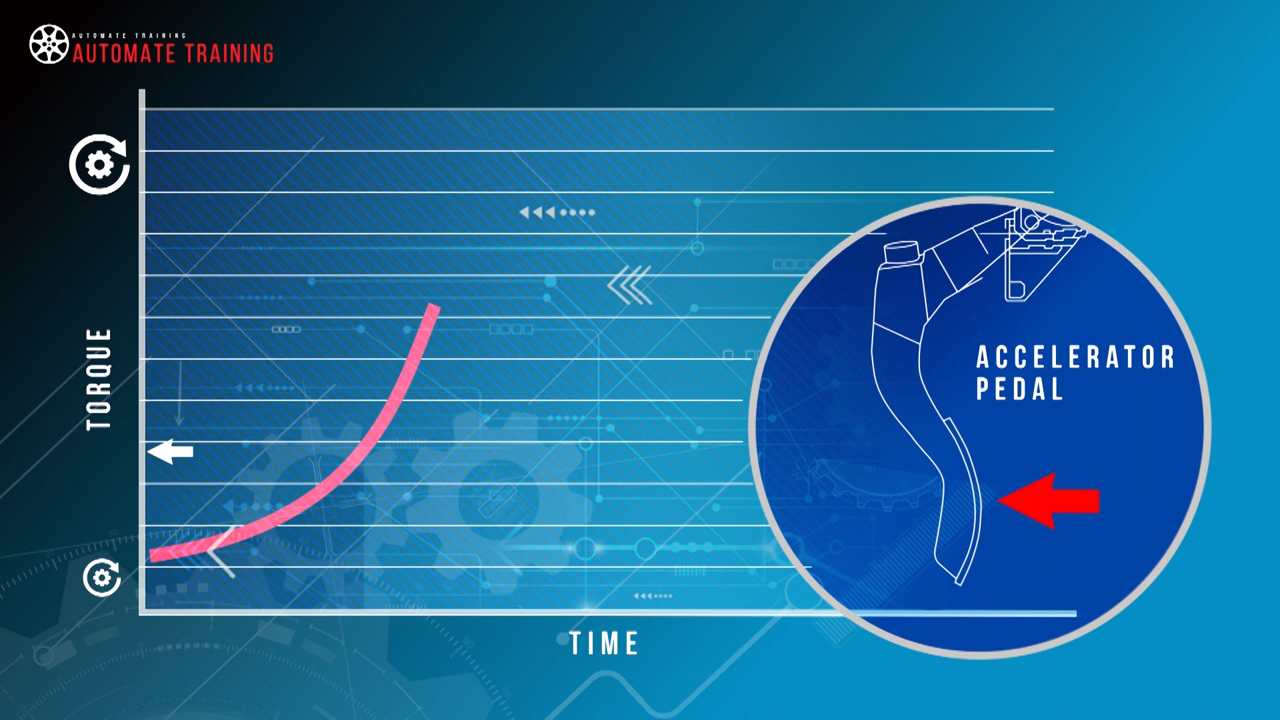 AUTOMATE TRAINING
AUTOMATE TRAINING
TORQUE
ACCELERATOR
PEDAL
TIME